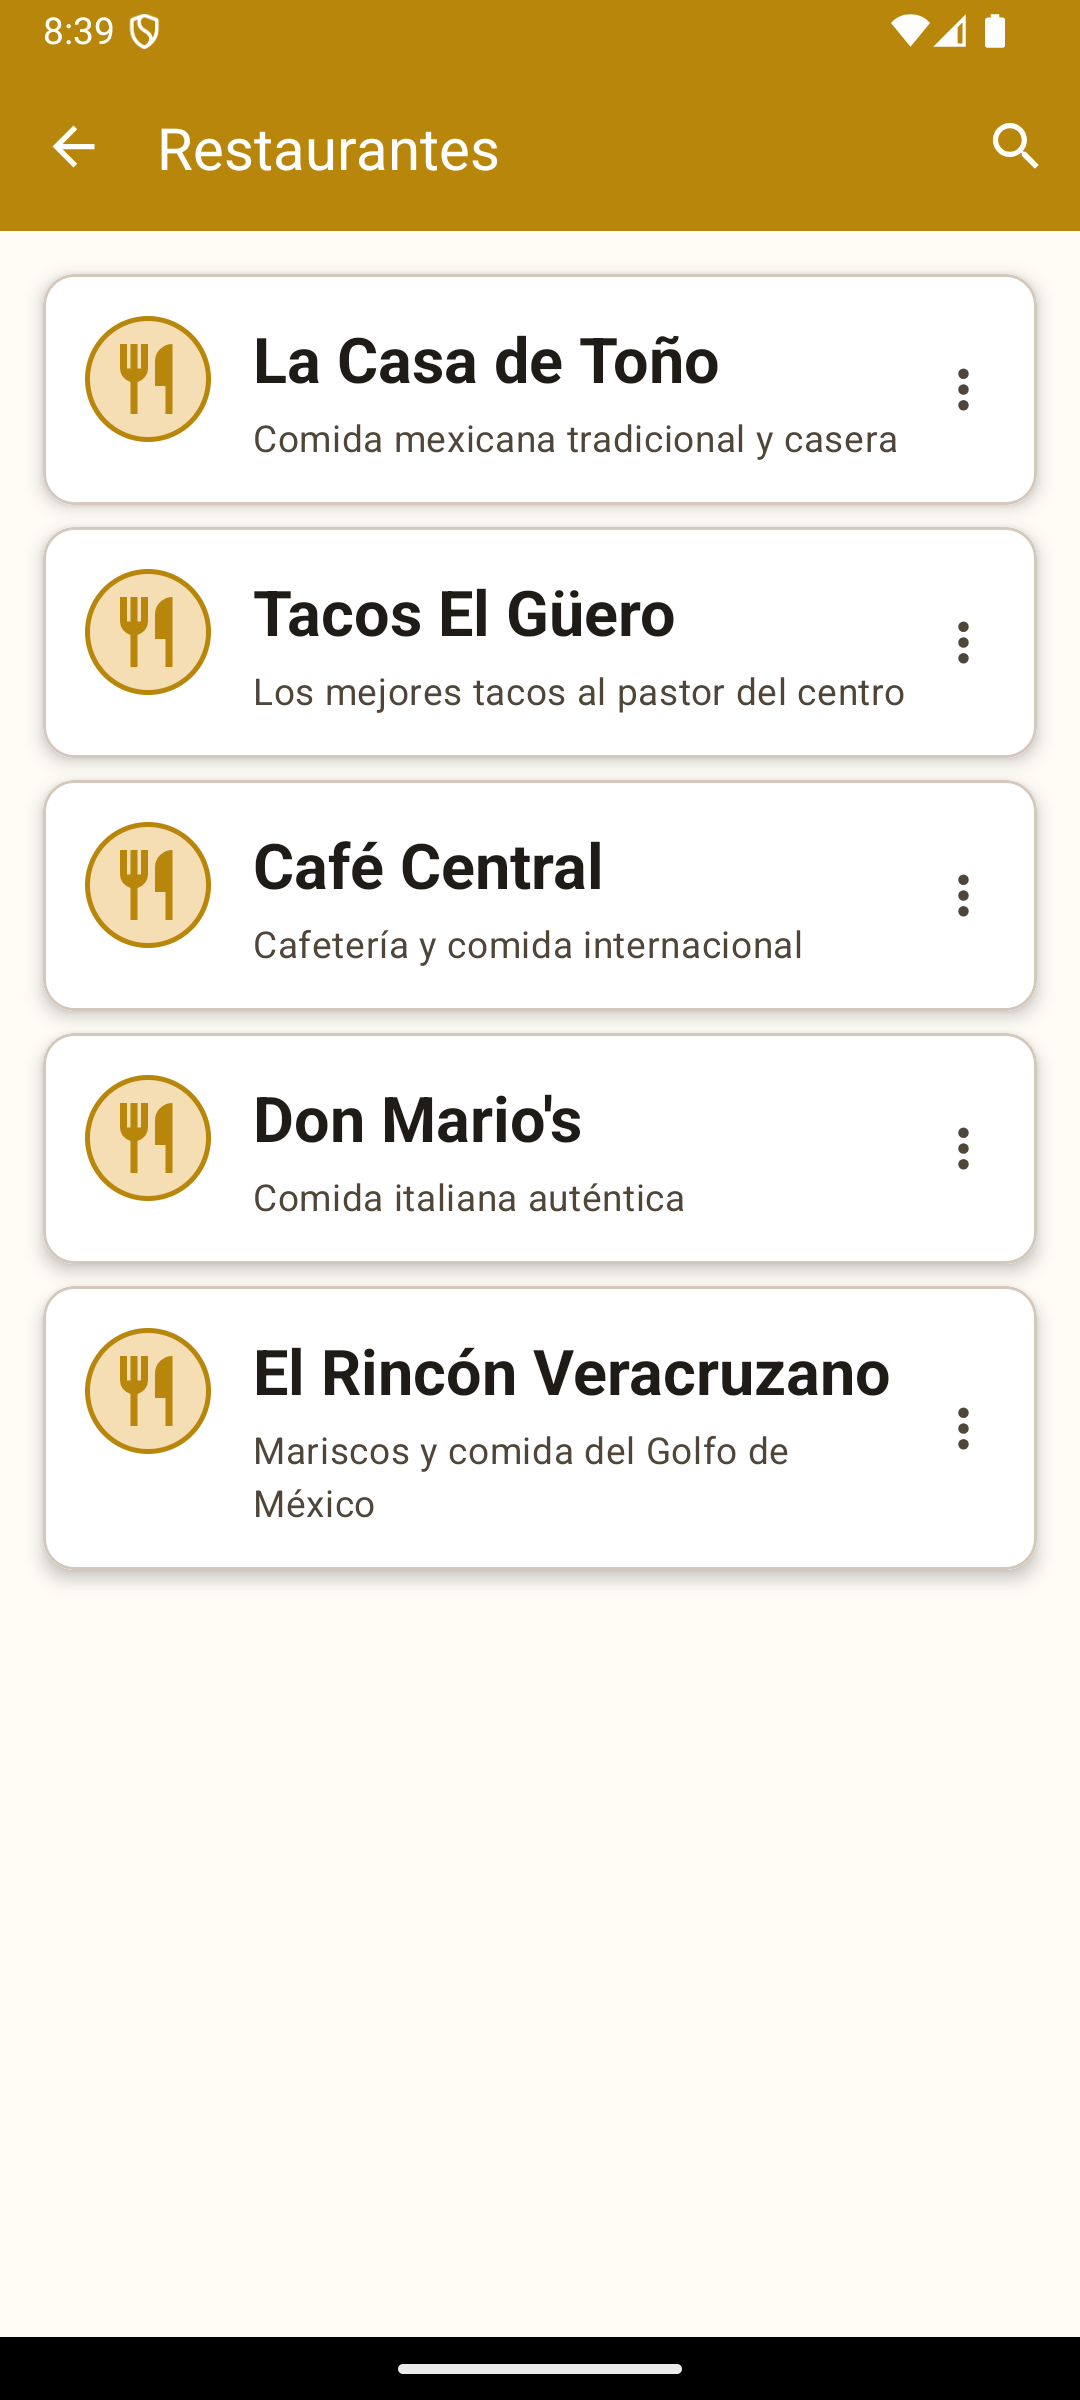 8:39
Restaurantes
La Casa de Toño
Comida mexicana tradicional y casera
Tacos El Güero
Los mejores tacos al pastor del centro
Café Central
Cafetería y comida internacional
Don Mario's
Comida italiana auténtica
El Rincón Veracruzano
Mariscos y comida del Golfo de
México